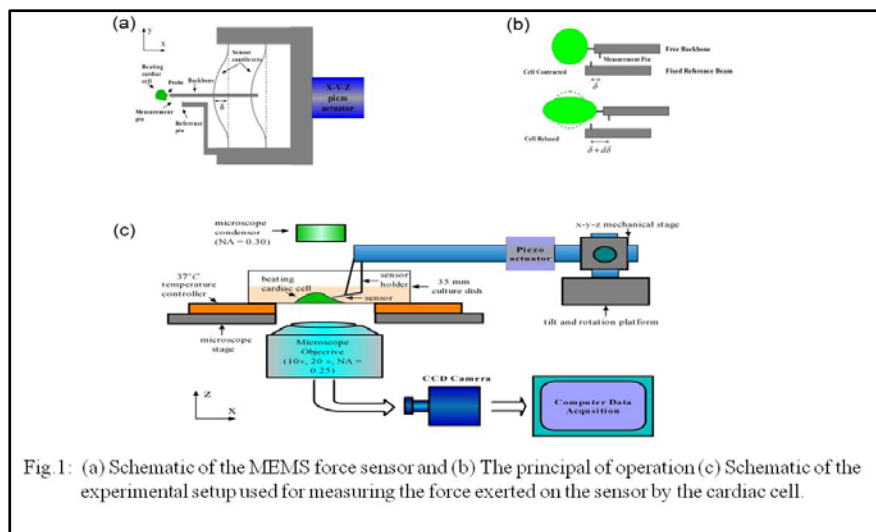 (a)
y
x
Beating
cardiac
cell
Probe
Backbone
Sensor
cantilevers
δ
Measurement
pin
Reference
pin
X-Y-Z
piezo
actuator
(b)
Cell Contracted
Free Backbone
Measurement Pin
Fixed Reference Beam
δ
Cell Relaxed
δ + dδ
(c)
microscope
condensor
(NA = 0.30)
x-y-z mechanical stage
Piezo
actuator
37°C
temperature
controller
beating
cardiac cell
sensor
holder
sensor
35 mm
culture dish
tilt and rotation platform
microscope
stage
Microscope
Objective
(10×, 20 ×, NA =
0.25)
CCD Camera
Computer Data
Acqusition
Z
X
Fig.1: (a) Schematic of the MEMS force sensor and (b) The principal of operation (c) Schematic of the
experimental setup used for measuring the force exerted on the sensor by the cardiac cell.